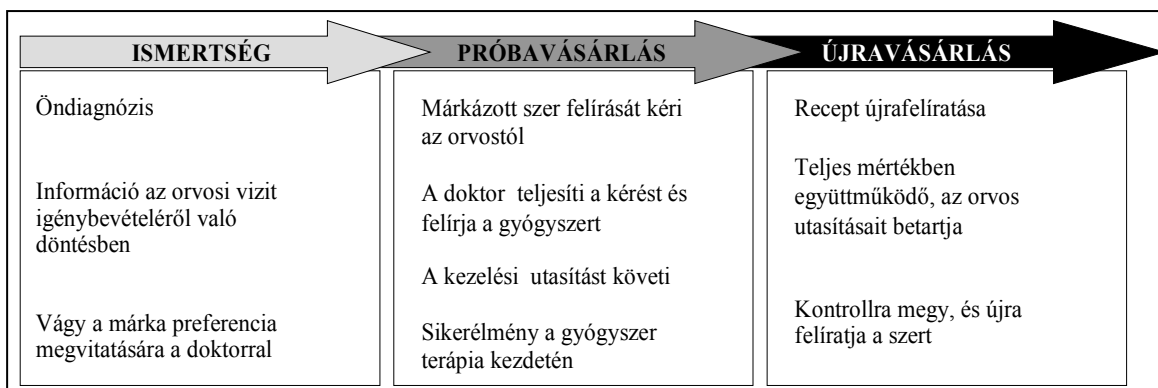 ISMERTSÉG
PRÓBAVÁSÁRLÁS
ÚJRAVÁSÁRLÁS
Öndiagnózis
Információ az orvosi vizit
igénybevételéről való
döntésben
Vágy a márka preferencia
megvitatására a doktorral
Márkázott szer felírását kéri
az orvostól
A doktor teljesíti a kérést és
felírja a gyógyszert
A kezelési utasítást követi
Sikerélmény a gyógyszer
terápia kezdetén
Recept újrafelíratása
Teljes mértékben
együttműködő, az orvos
utasításait betartja
Kontrollra megy, és újra
felíratja a szert